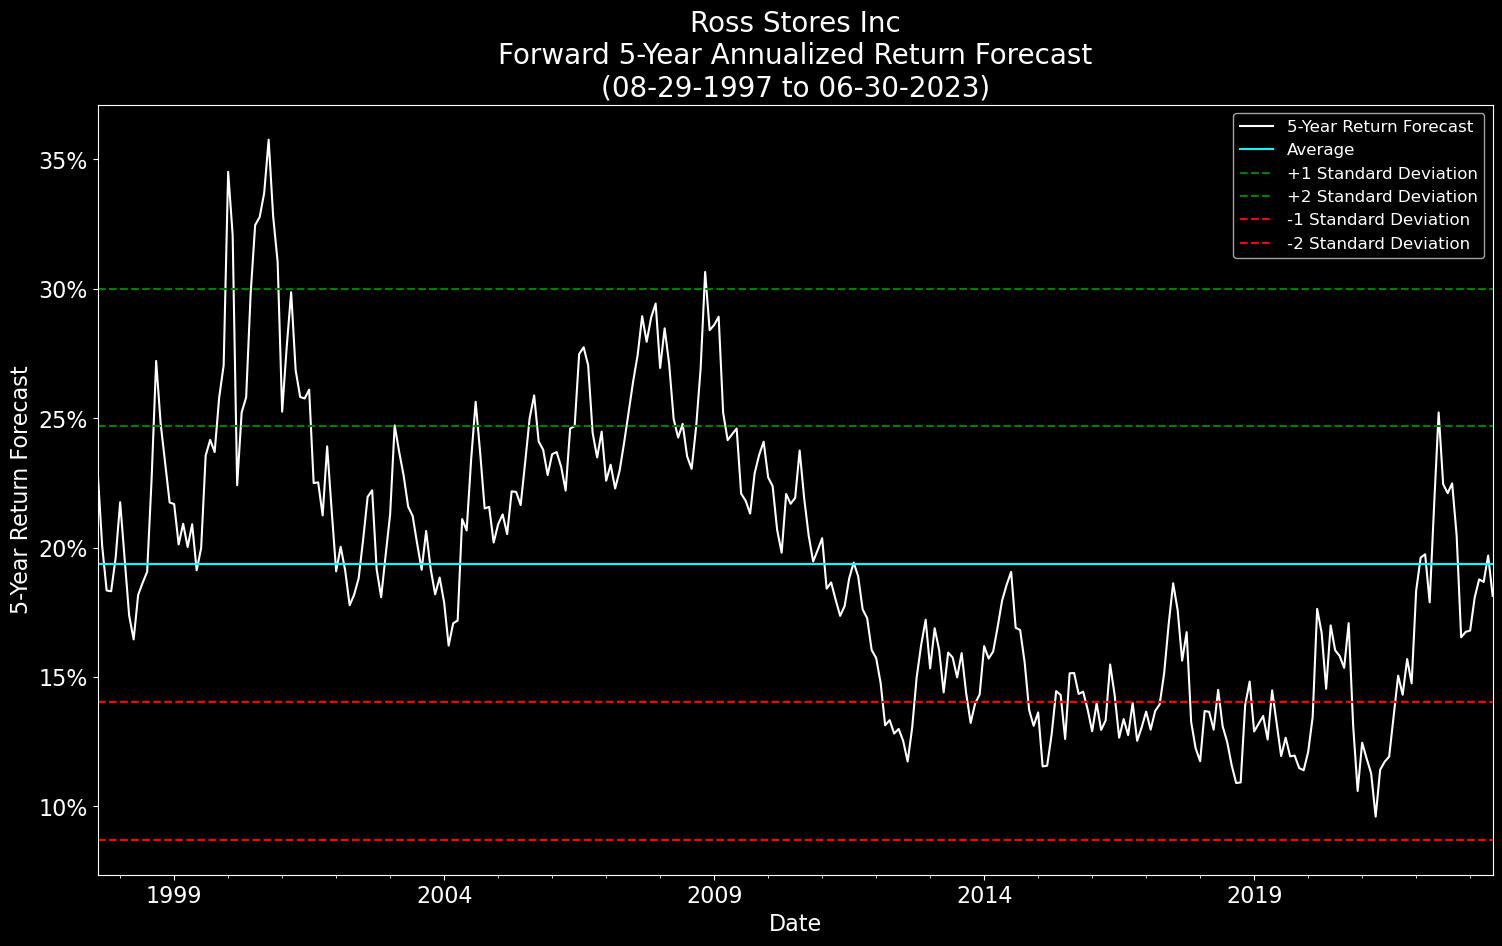 Ross Stores Inc
Forward 5-Year Annualized Return Forecast
(08-29-1997 to 06-30-2023)
5-Year Return Forecast
Average
+1 Standard Deviation
+2 Standard Deviation
-1 Standard Deviation
-2 Standard Deviation
35%
30%
25%
20%
15%
10%
5-Year Return Forecast
1999 2004 2009 2014 2019
Date